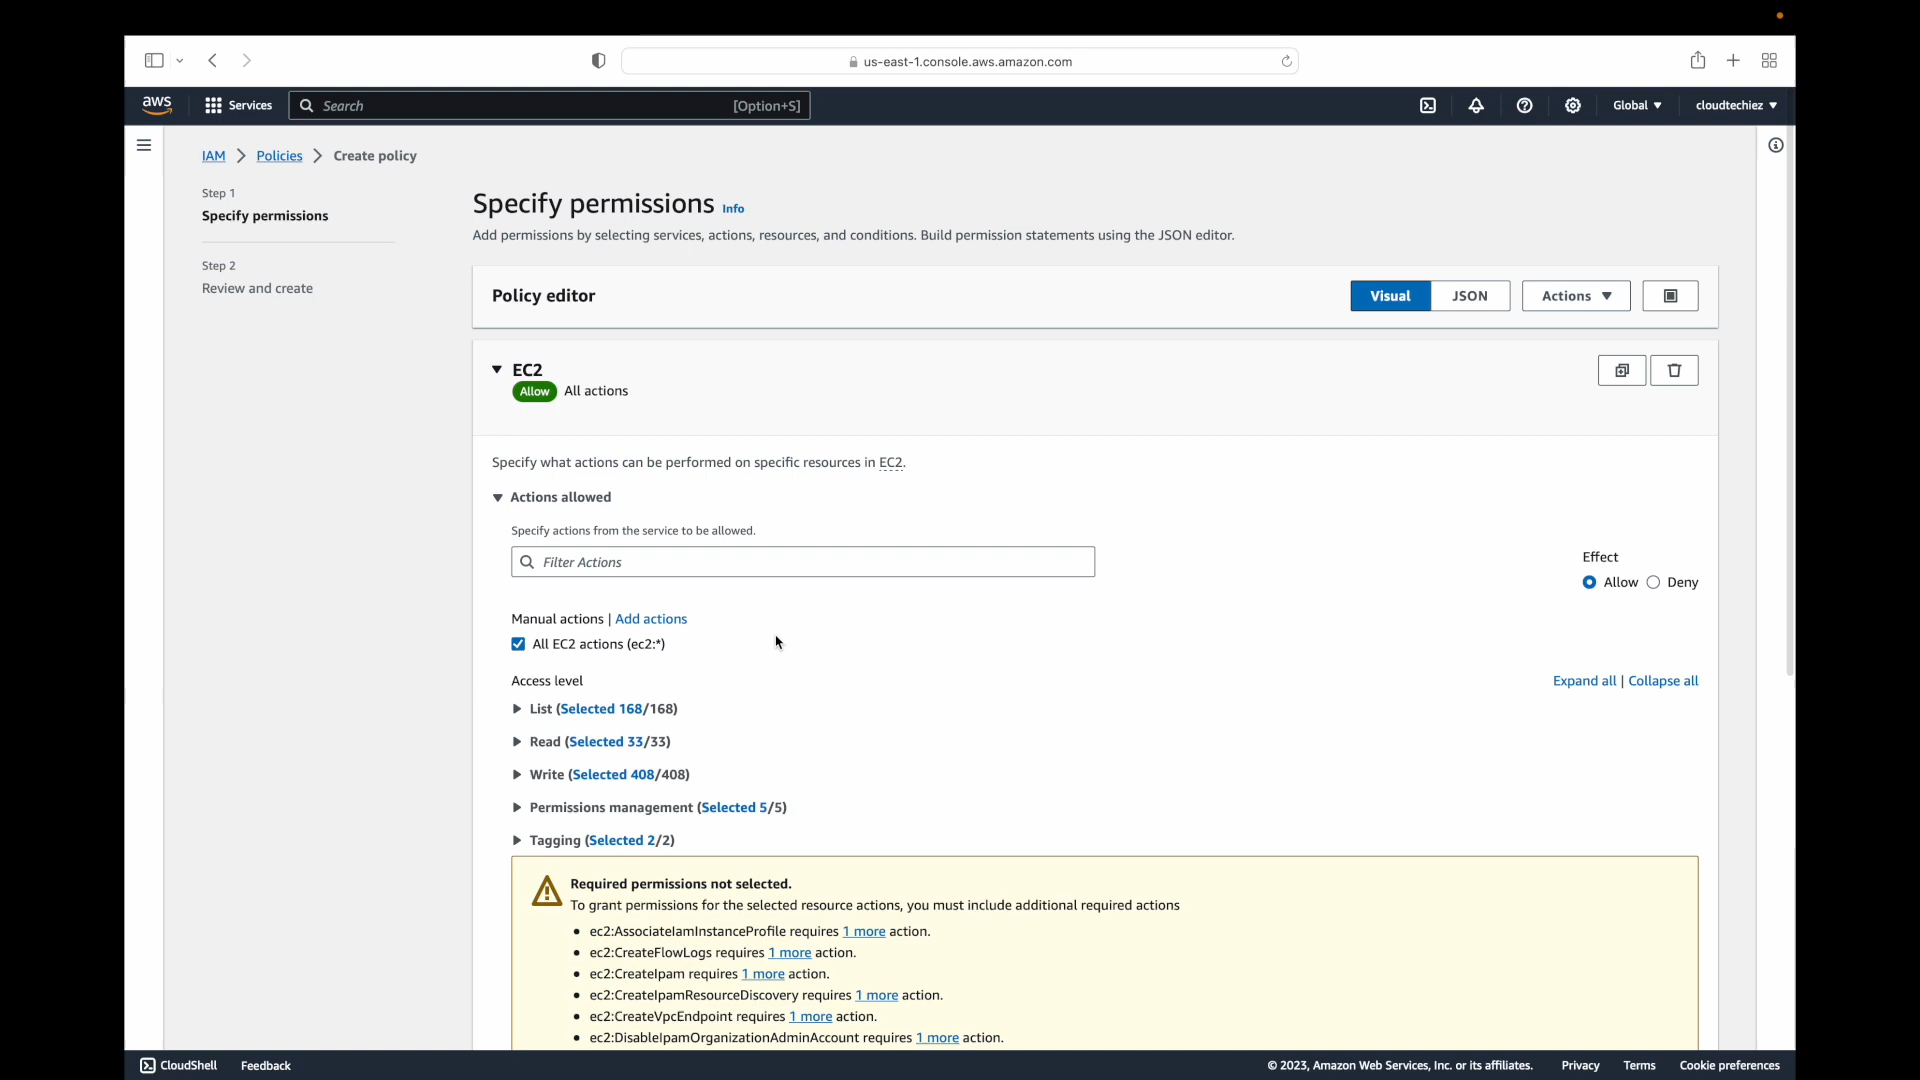 us-east-1.console.aws.amazon.com
aws
Services
Search
[Option+S]
Global
cloudtechiez
IAM > Policies > Create policy
Step 1
Specify permissions
Step 2
Review and create
Specify permissions Info
Add permissions by selecting services, actions, resources, and conditions. Build permission statements using the JSON editor.
Policy editor
Visual
JSON
Actions
EC2
Allow All actions
Specify what actions can be performed on specific resources in EC2.
Actions allowed
Specify actions from the service to be allowed.
Filter Actions
Effect
Allow
Deny
Manual actions | Add actions
All EC2 actions (ec2:*)
Access level
Expand all | Collapse all
List (Selected 168/168)
Read (Selected 33/33)
Write (Selected 408/408)
Permissions management (Selected 5/5)
Tagging (Selected 2/2)
Required permissions not selected.
To grant permissions for the selected resource actions, you must include additional required actions
• ec2:AssociateIamInstanceProfile requires 1 more action.
• ec2:CreateFlowLogs requires 1 more action.
• ec2:CreateIpam requires 1 more action.
• ec2:CreateIpamResourceDiscovery requires 1 more action.
• ec2:CreateVpcEndpoint requires 1 more action.
• ec2:DisableIpamOrganizationAdminAccount requires 1 more action.
CloudShell
Feedback
© 2023, Amazon Web Services, Inc. or its affiliates.
Privacy
Terms
Cookie preferences